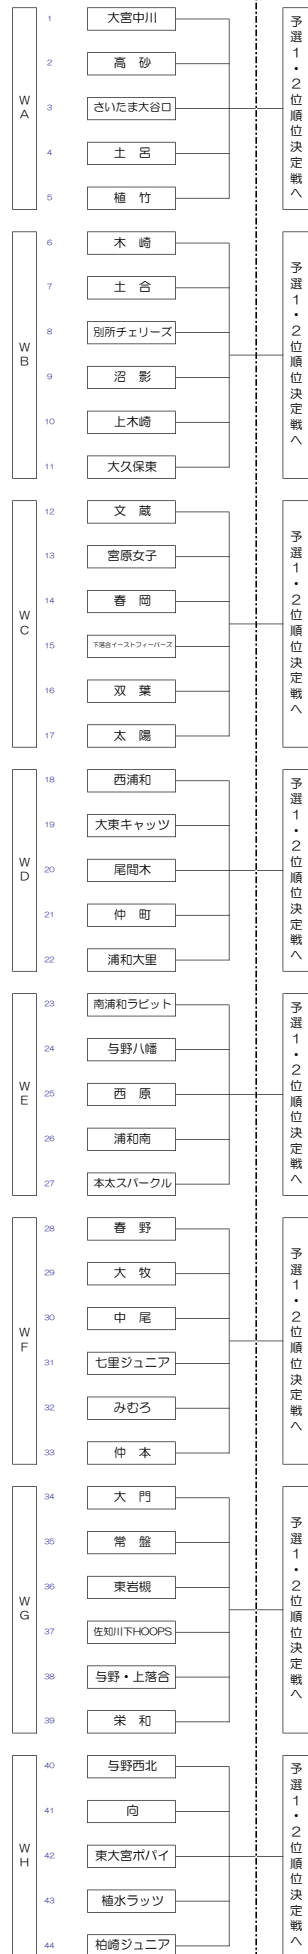 WA
1 大宮中川
2 高　砂
3 さいたま大谷口
4 土　呂
5 植　竹
予選1・2位順位決定戦へ
WB
6 木　崎
7 土　合
8 別所チェリーズ
9 沼　影
10 上木崎
11 大久保東
予選1・2位順位決定戦へ
WC
12 文　蔵
13 宮原女子
14 春　岡
15 下落合イーストフィーバーズ
16 双　葉
17 太　陽
予選1・2位順位決定戦へ
WD
18 西浦和
19 大東キャッツ
20 尾間木
21 仲　町
22 浦和大里
予選1・2位順位決定戦へ
WE
23 南浦和ラビット
24 与野八幡
25 西　原
26 浦和南
27 本太スパークル
予選1・2位順位決定戦へ
WF
28 春　野
29 大　牧
30 中　尾
31 七里ジュニア
32 みむろ
33 仲　本
予選1・2位順位決定戦へ
WG
34 大　門
35 常　盤
36 東岩槻
37 佐知川下HOOPS
38 与野・上落合
39 栄　和
予選1・2位順位決定戦へ
WH
40 与野西北
41 向
42 東大宮ポパイ
43 植水ラッツ
44 柏崎ジュニア
予選1・2位順位決定戦へ